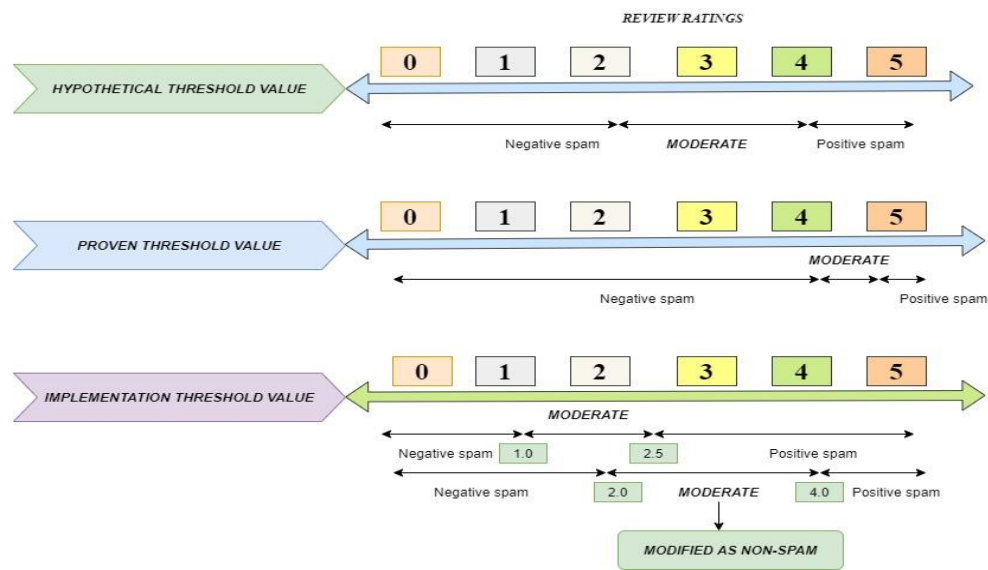 REVIEW RATINGS
0 1 2 3 4 5
HYPOTHETICAL THRESHOLD VALUE
Negative spam MODERATE Positive spam
0 1 2 3 4 5
PROVEN THRESHOLD VALUE
MODERATE
Negative spam Positive spam
0 1 2 3 4 5
IMPLEMENTATION THRESHOLD VALUE
MODERATE
Negative spam 1.0 2.5 Positive spam
Negative spam 2.0 MODERATE 4.0 Positive spam
MODIFIED AS NON-SPAM